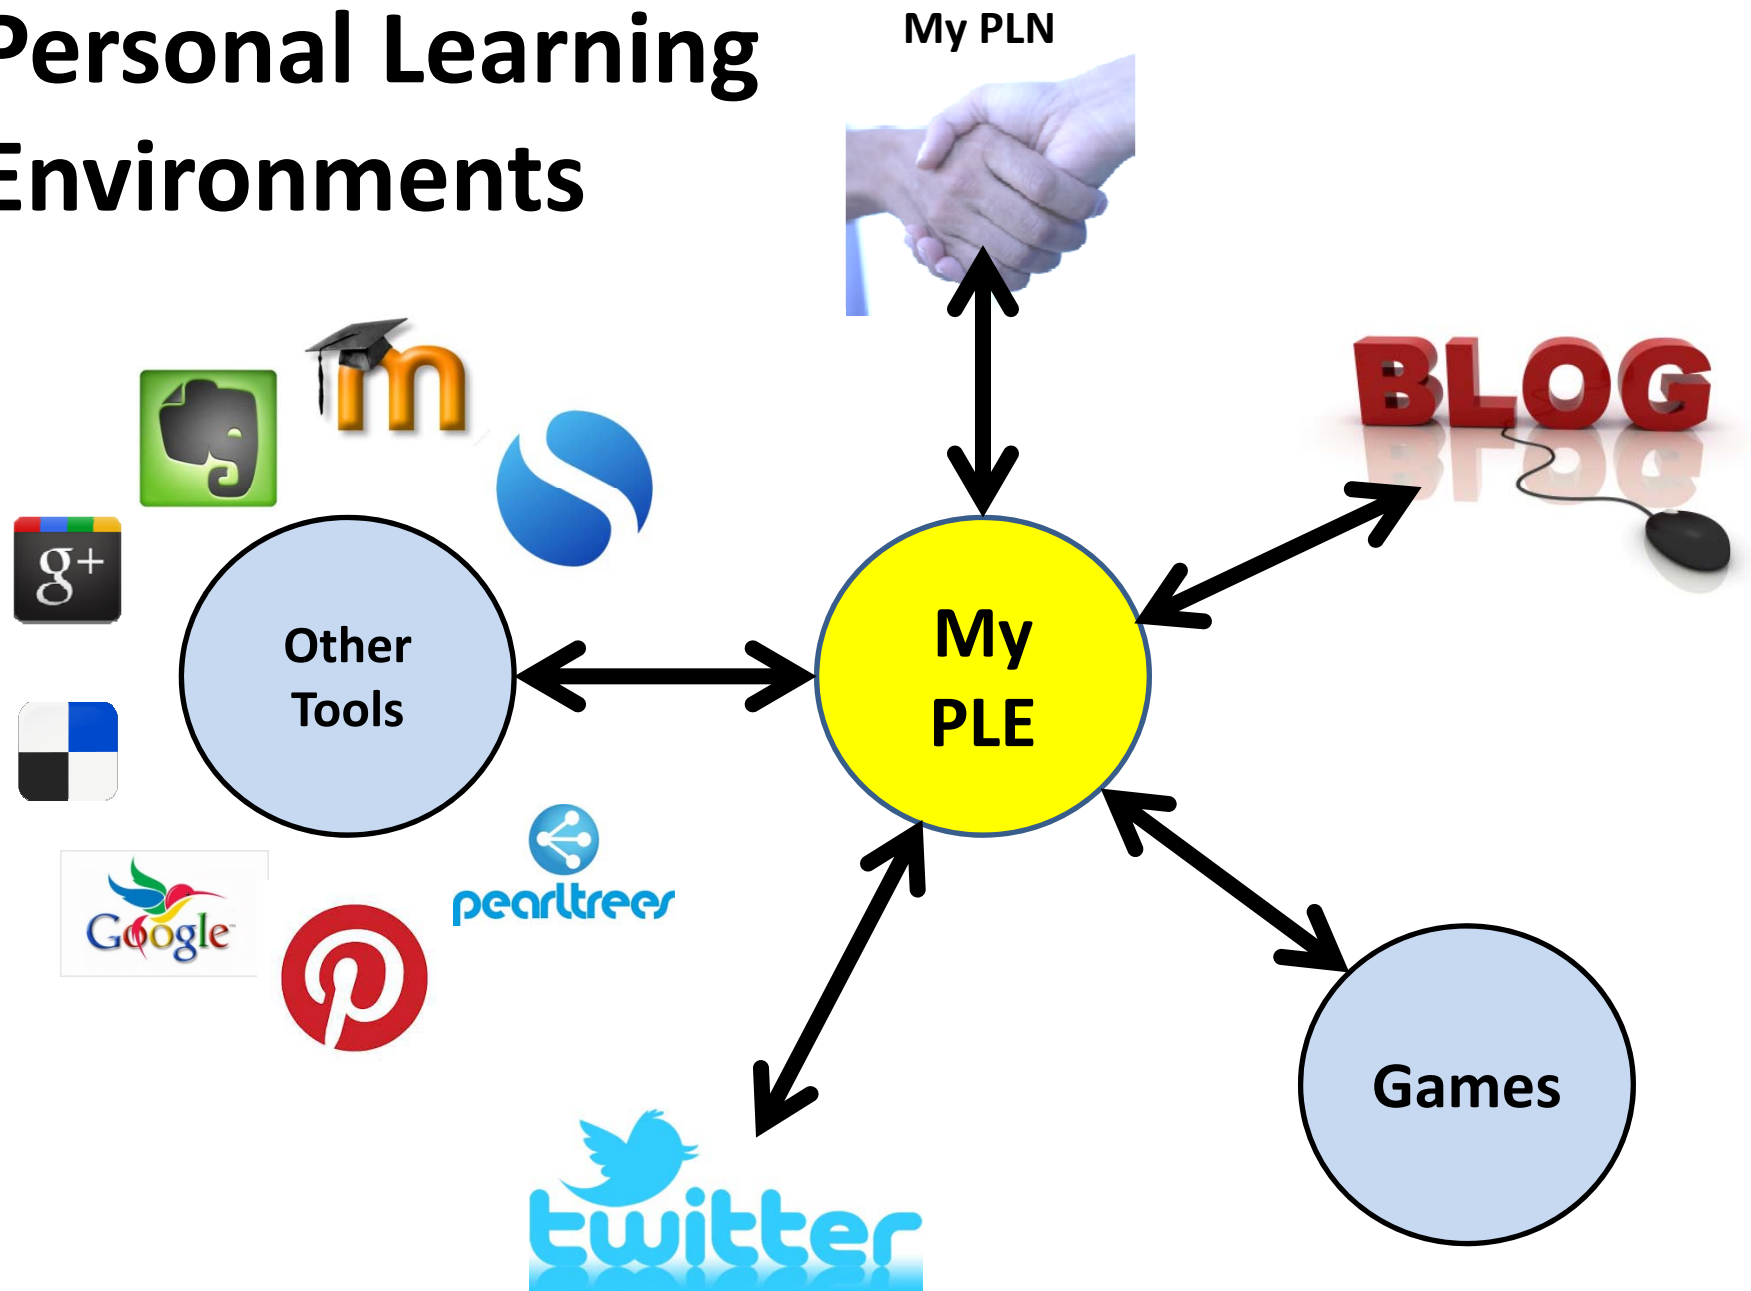 Personal Learning
Environments
My PLN
BLOG
m
g+
Other
Tools
My
PLE
pearltrees
Google
Games
twitter